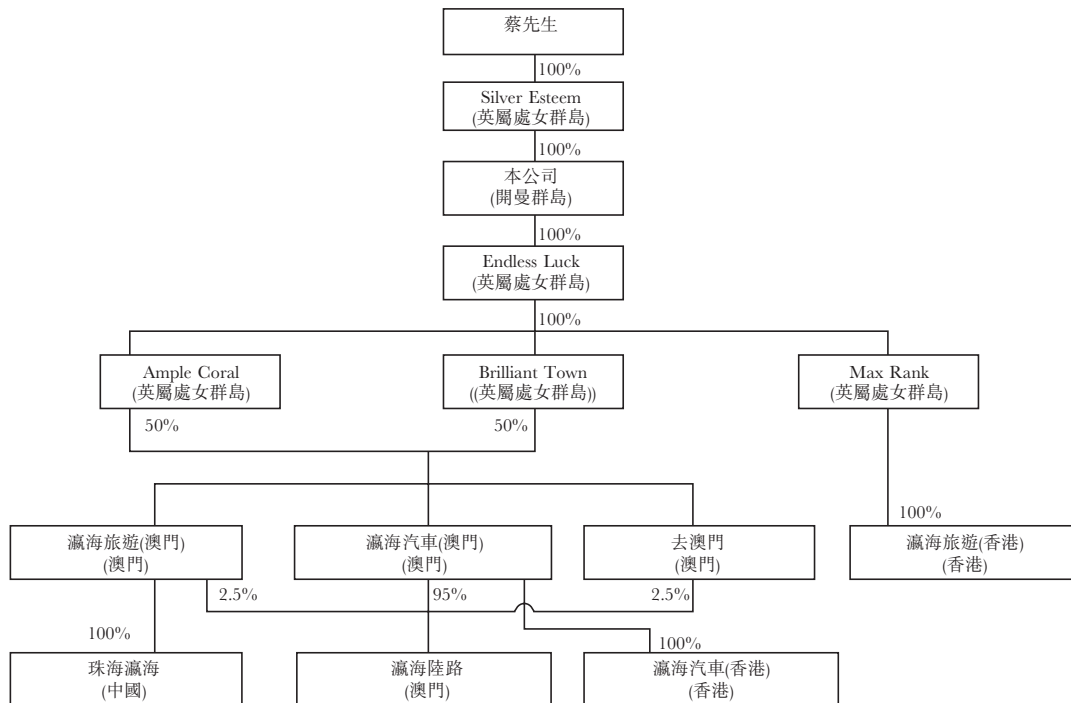 蔡先生
100%
Silver Esteem
(英屬處女群島)
100%
本公司
(開曼群島)
100%
Endless Luck
(英屬處女群島)
100%
Ample Coral
(英屬處女群島)
Brilliant Town
((英屬處女群島))
Max Rank
(英屬處女群島)
50%
50%
100%
瀛海旅遊(澳門)
(澳門)
瀛海汽車(澳門)
(澳門)
去澳門
(澳門)
瀛海旅遊(香港)
(香港)
2.5%
95%
2.5%
100%
100%
珠海瀛海
(中國)
瀛海陸路
(澳門)
瀛海汽車(香港)
(香港)